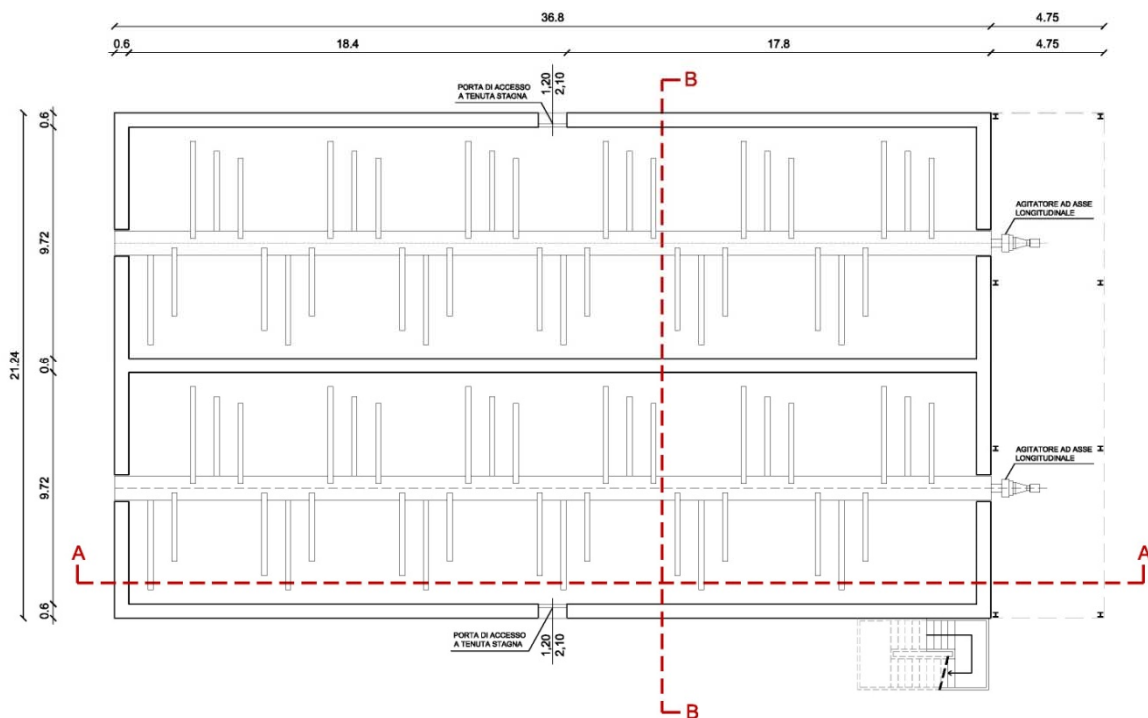 36.8
4.75
0.6
18.4
17.8
4.75
B
PORTA DI ACCESSO
A TENUTA STAGNA
1,20
2,10
0.6
AGITATORE AD ASSE
LONGITUDINALE
9.72
21.24
0.6
AGITATORE AD ASSE
LONGITUDINALE
9.72
A
A
0.6
PORTA DI ACCESSO
A TENUTA STAGNA
1,20
2,10
B